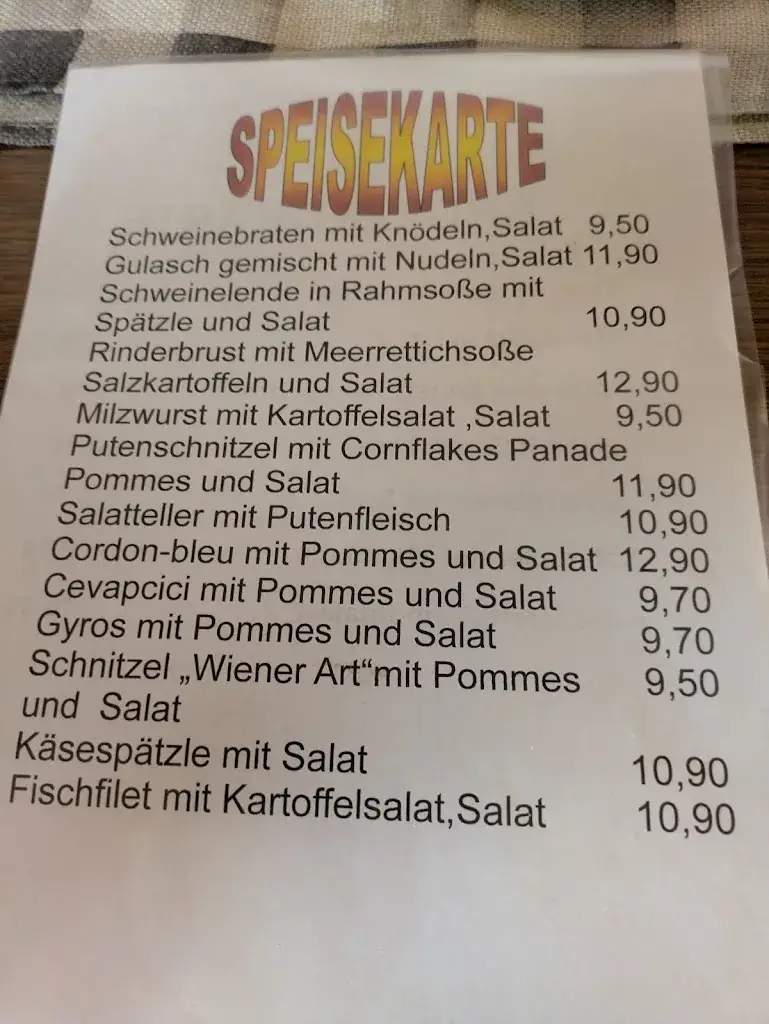 SPEISEKARTE
Schweinebraten mit Knödeln,Salat 9,50
Gulasch gemischt mit Nudeln,Salat 11,90
Schweinelende in Rahmsoße mit
Spätzle und Salat 10,90
Rinderbrust mit Meerrettichsoße
Salzkartoffeln und Salat 12,90
Milzwurst mit Kartoffelsalat ,Salat 9,50
Putenschnitzel mit Cornflakes Panade
Pommes und Salat 11,90
Salatteller mit Putenfleisch 10,90
Cordon-bleu mit Pommes und Salat 12,90
Cevapcici mit Pommes und Salat 9,70
Gyros mit Pommes und Salat 9,70
Schnitzel „Wiener Art“mit Pommes 9,50
und Salat
Käsespätzle mit Salat 10,90
Fischfilet mit Kartoffelsalat,Salat 10,90